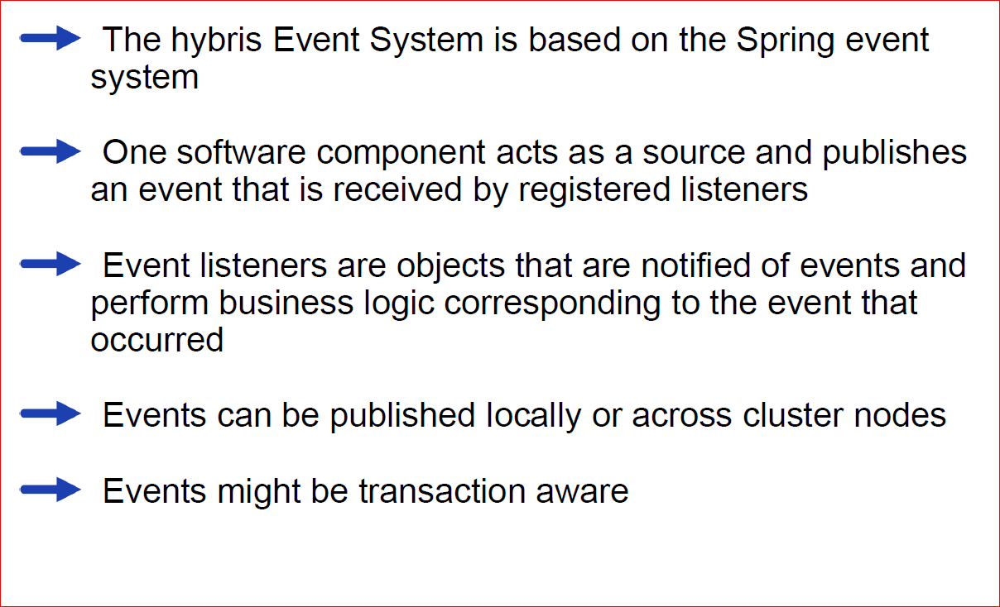 The hybris Event System is based on the Spring event
system
One software component acts as a source and publishes
an event that is received by registered listeners
Event listeners are objects that are notified of events and
perform business logic corresponding to the event that
occurred
Events can be published locally or across cluster nodes
Events might be transaction aware